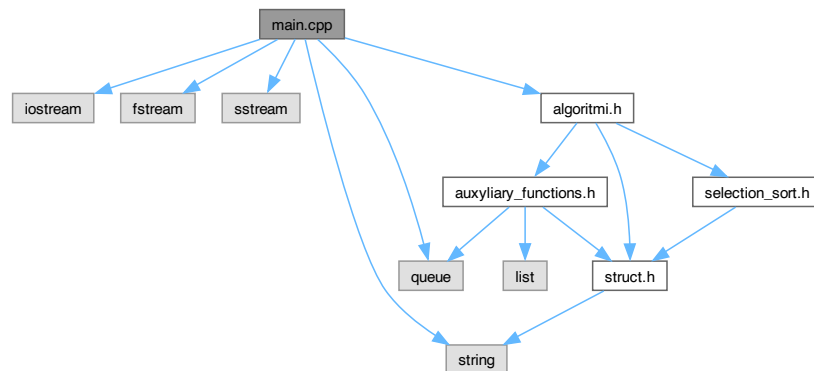 main.cpp
iostream
fstream
sstream
algoritmi.h
auxyliary_functions.h
selection_sort.h
queue
list
struct.h
string